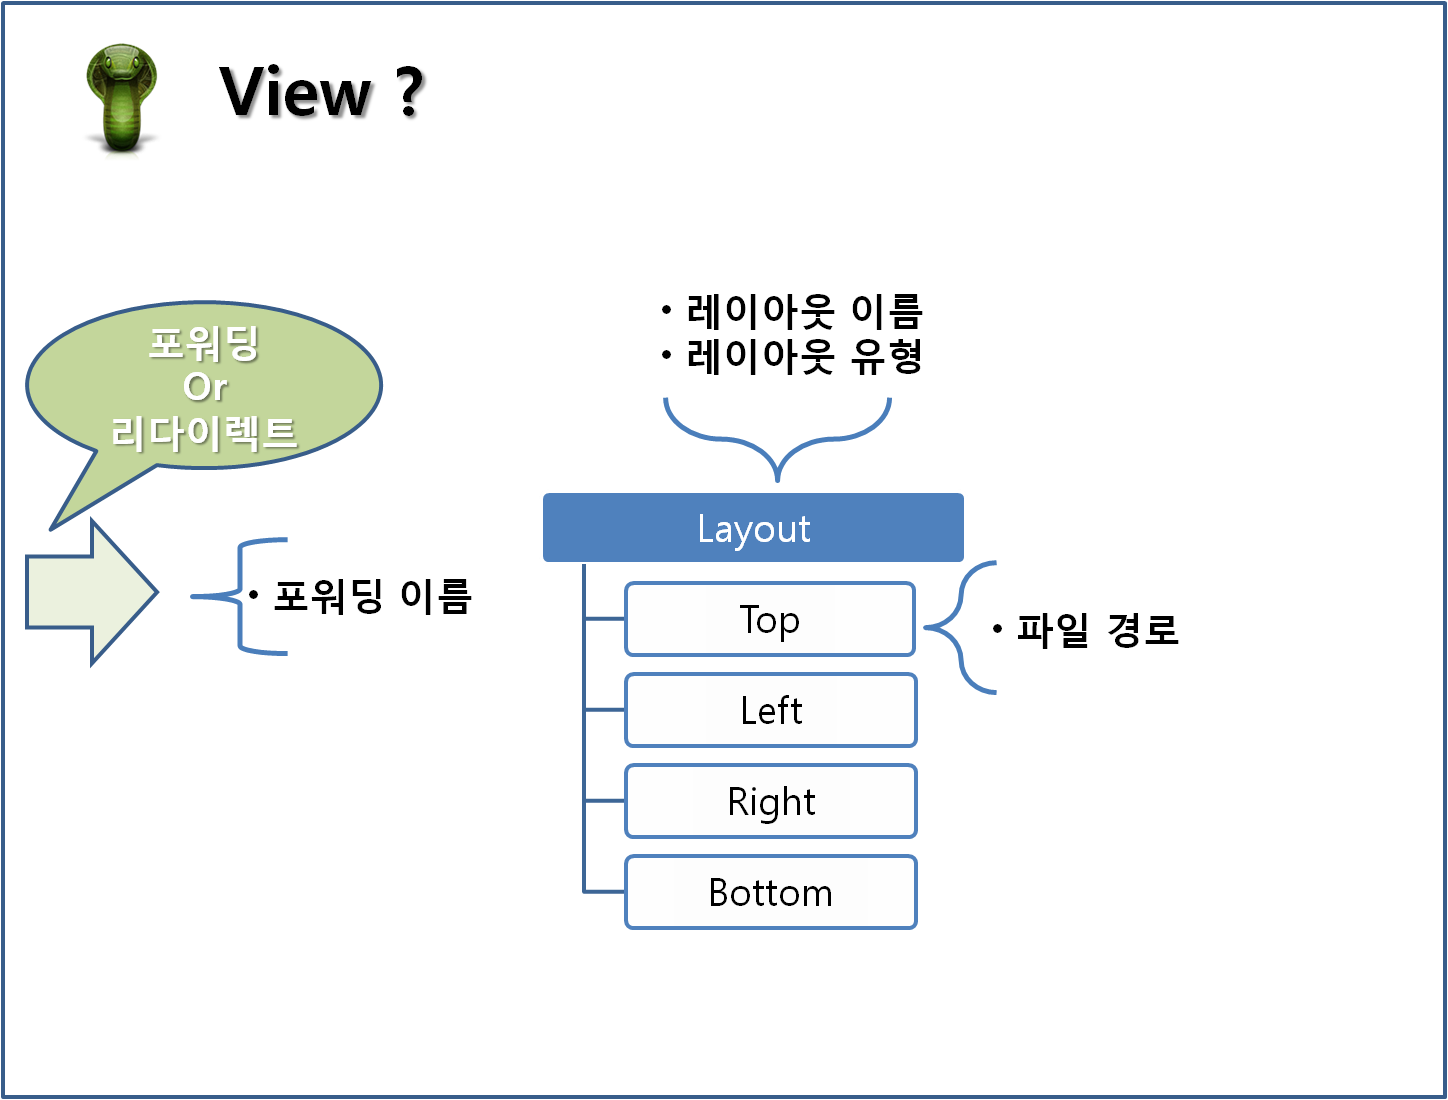 View ?
포워딩
Or
리다이렉트
• 포워딩 이름
• 레이아웃 이름
• 레이아웃 유형
Layout
Top
• 파일 경로
Left
Right
Bottom